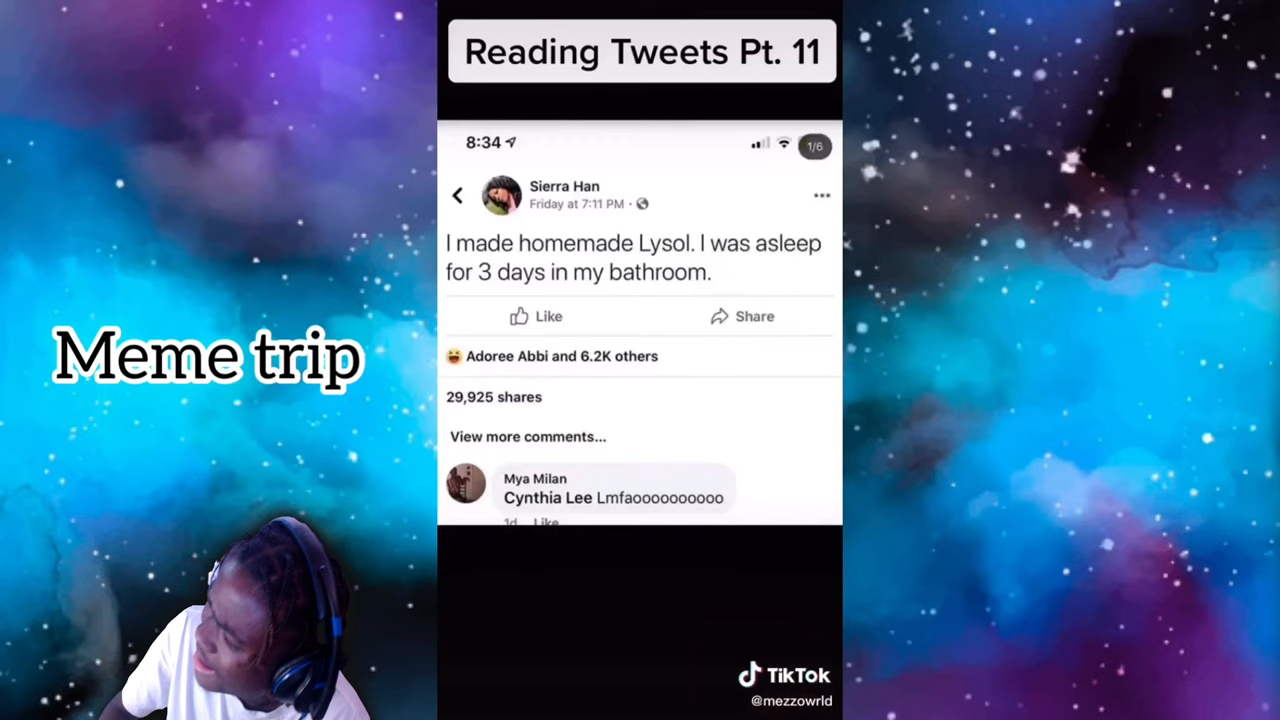 Reading Tweets Pt. 11
8:34
1/6
Sierra Han
Friday at 7:11 PM ·
I made homemade Lysol. I was asleep
for 3 days in my bathroom.
Like
Share
Adoree Abbi and 6.2K others
29,925 shares
View more comments...
Mya Milan
Cynthia Lee Lmfaoooooooooo
1d Like
Meme trip
TikTok
@mezzowrld